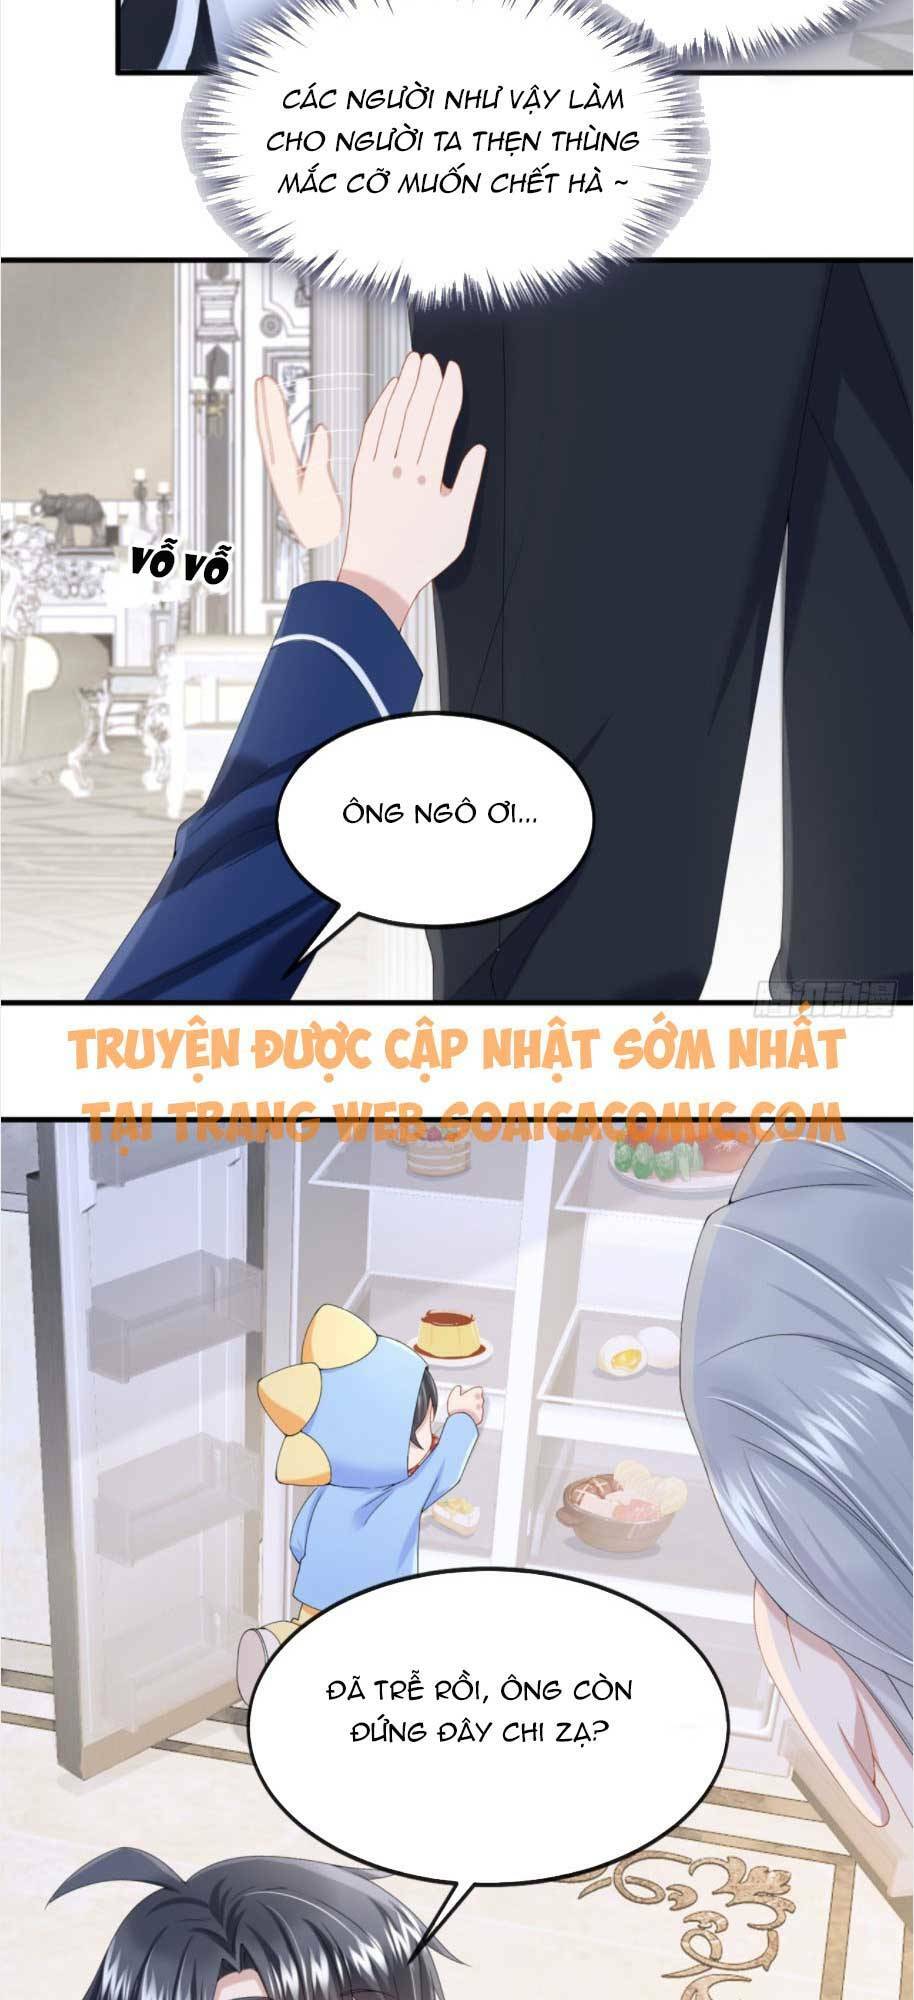 CÁC NGƯỜI NHƯ VẬY LÀM
CHO NGƯỜI TA THẸN THÙNG
MẮC CỠ MUỐN CHẾT HÀ ~
VỖ VỖ
ÔNG NGÔ ƠI...
TRUYỆN ĐƯỢC CẬP NHẬT SỚM NHẤT
TẠI TRANG WEB SOAICACOMIC.COM
ĐÃ TRỄ RỒI, ÔNG CÒN
ĐỨNG ĐÂY CHI ZẠ?